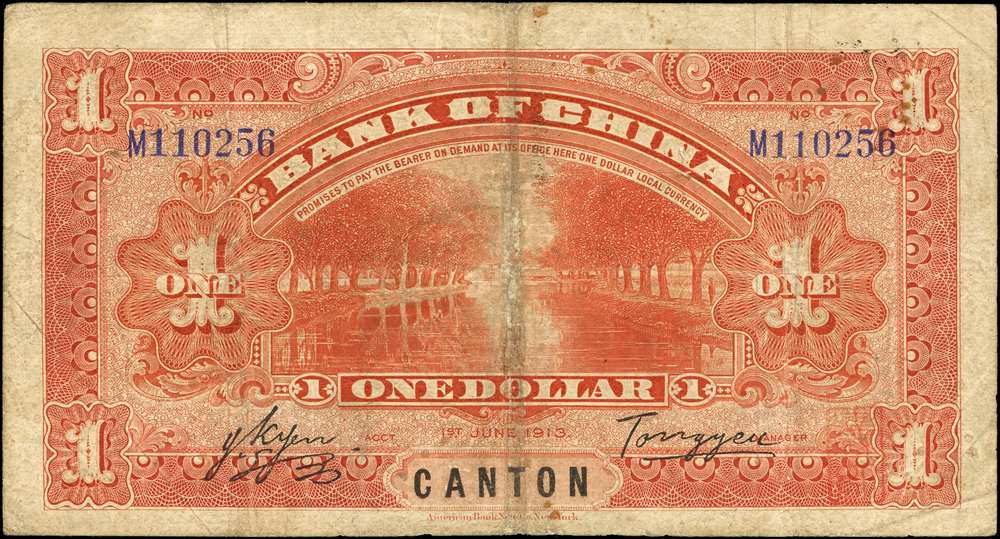 1 1
No No
M110256 M110256
BANK OF CHINA
PROMISES TO PAY THE BEARER ON DEMAND AT ITS OFFICE HERE ONE DOLLAR LOCAL CURRENCY
1 ONE 1 ONE
1 ONE DOLLAR 1
ACCT. 1ST JUNE 1913. Tongyeu MANAGER
1 1
CANTON
American Bank Note Co. New York.